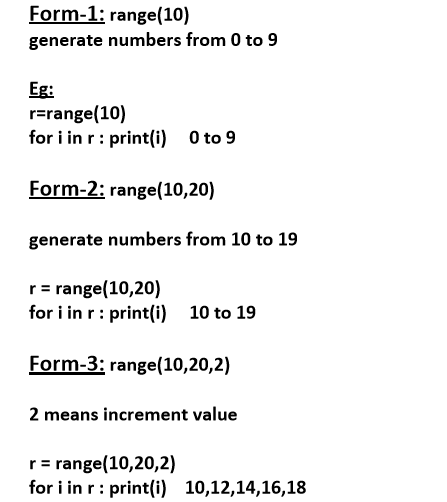 Form-1: range(10)
generate numbers from 0 to 9
Eg:
r=range(10)
for i in r : print(i) 0 to 9
Form-2: range(10,20)
generate numbers from 10 to 19
r = range(10,20)
for i in r : print(i) 10 to 19
Form-3: range(10,20,2)
2 means increment value
r = range(10,20,2)
for i in r : print(i) 10,12,14,16,18